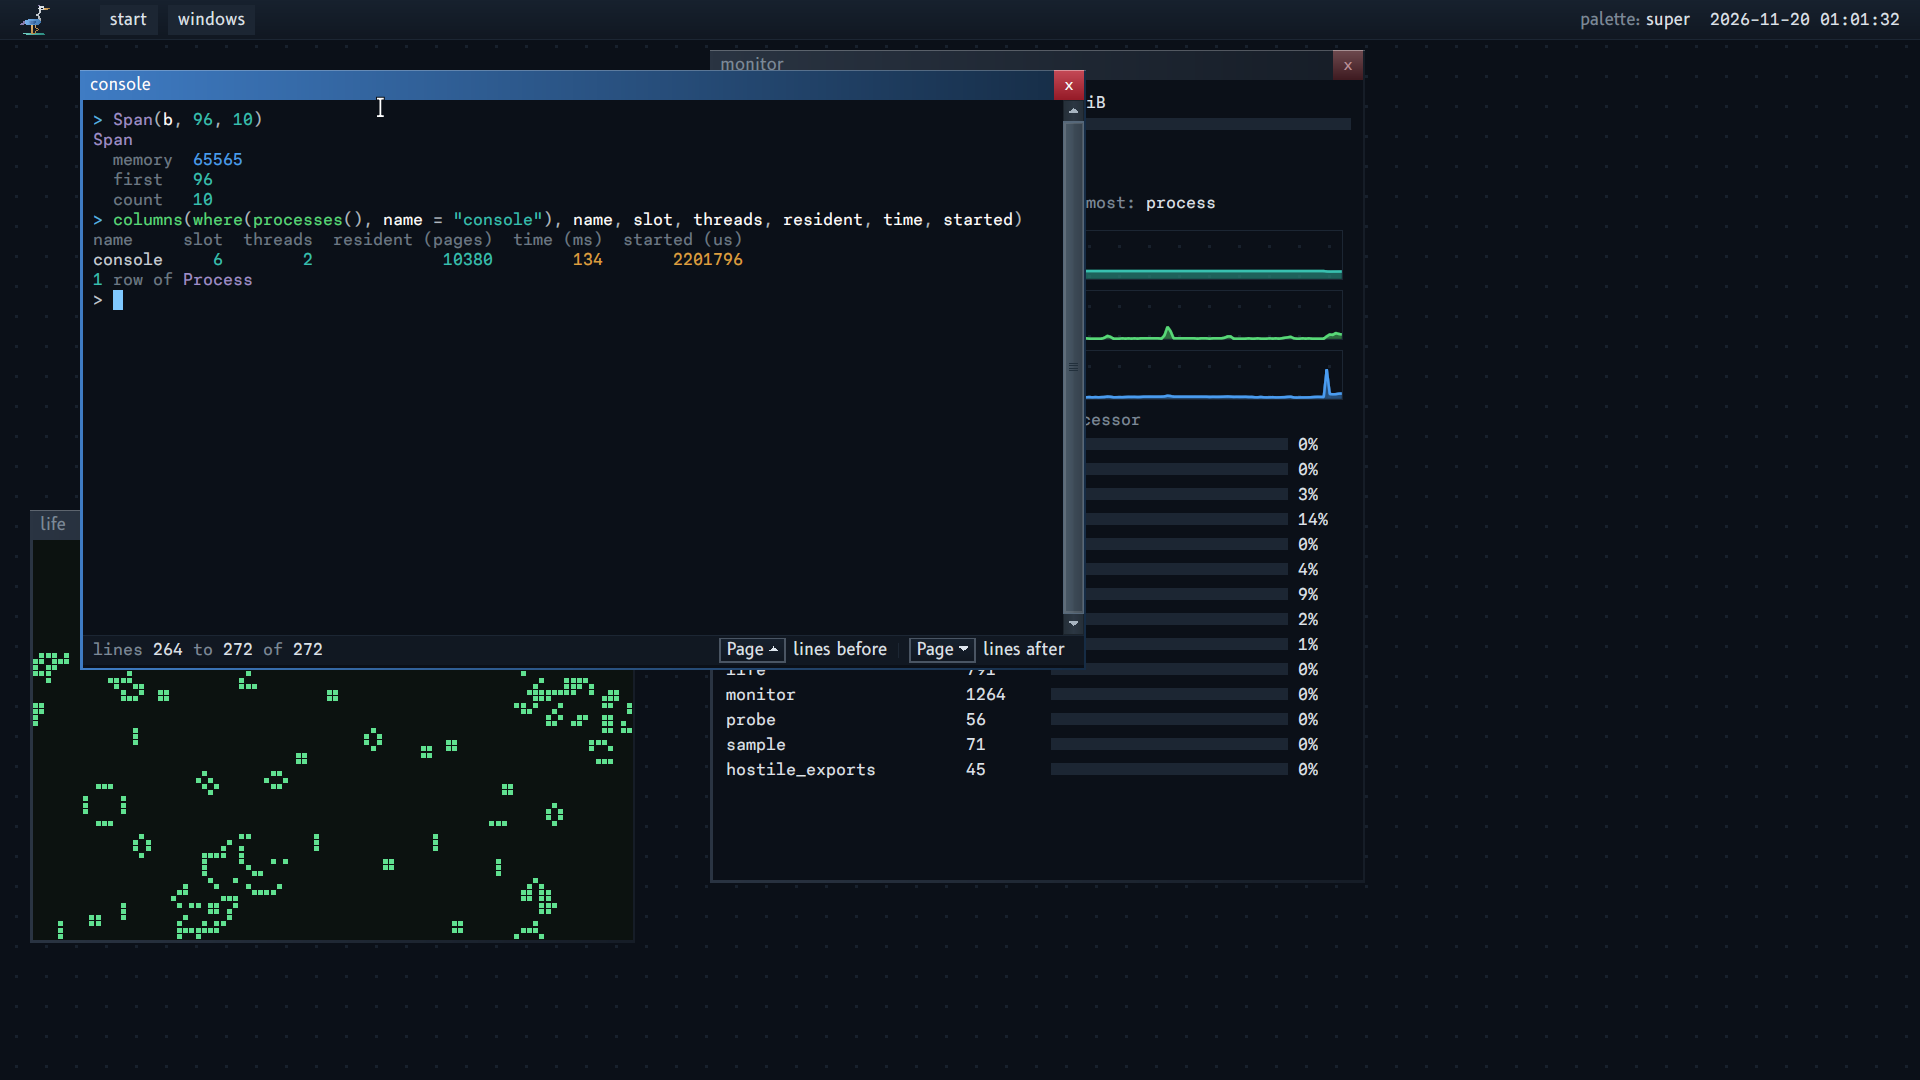 start windows palette: super 2026-11-20 01:01:32
monitor x
console x
iB
> Span(b, 96, 10)
Span
memory 65565
first 96
count 10
most: process
> columns(where(processes(), name = "console"), name, slot, threads, resident, time, started)
name slot threads resident (pages) time (ms) started (us)
console 6 2 10380 134 2201796
1 row of Process
>
cessor
0%
0%
3%
14%
0%
4%
9%
2%
1%
lines 264 to 272 of 272 Page lines before Page lines after
life
life 791 0%
monitor 1264 0%
probe 56 0%
sample 71 0%
hostile_exports 45 0%